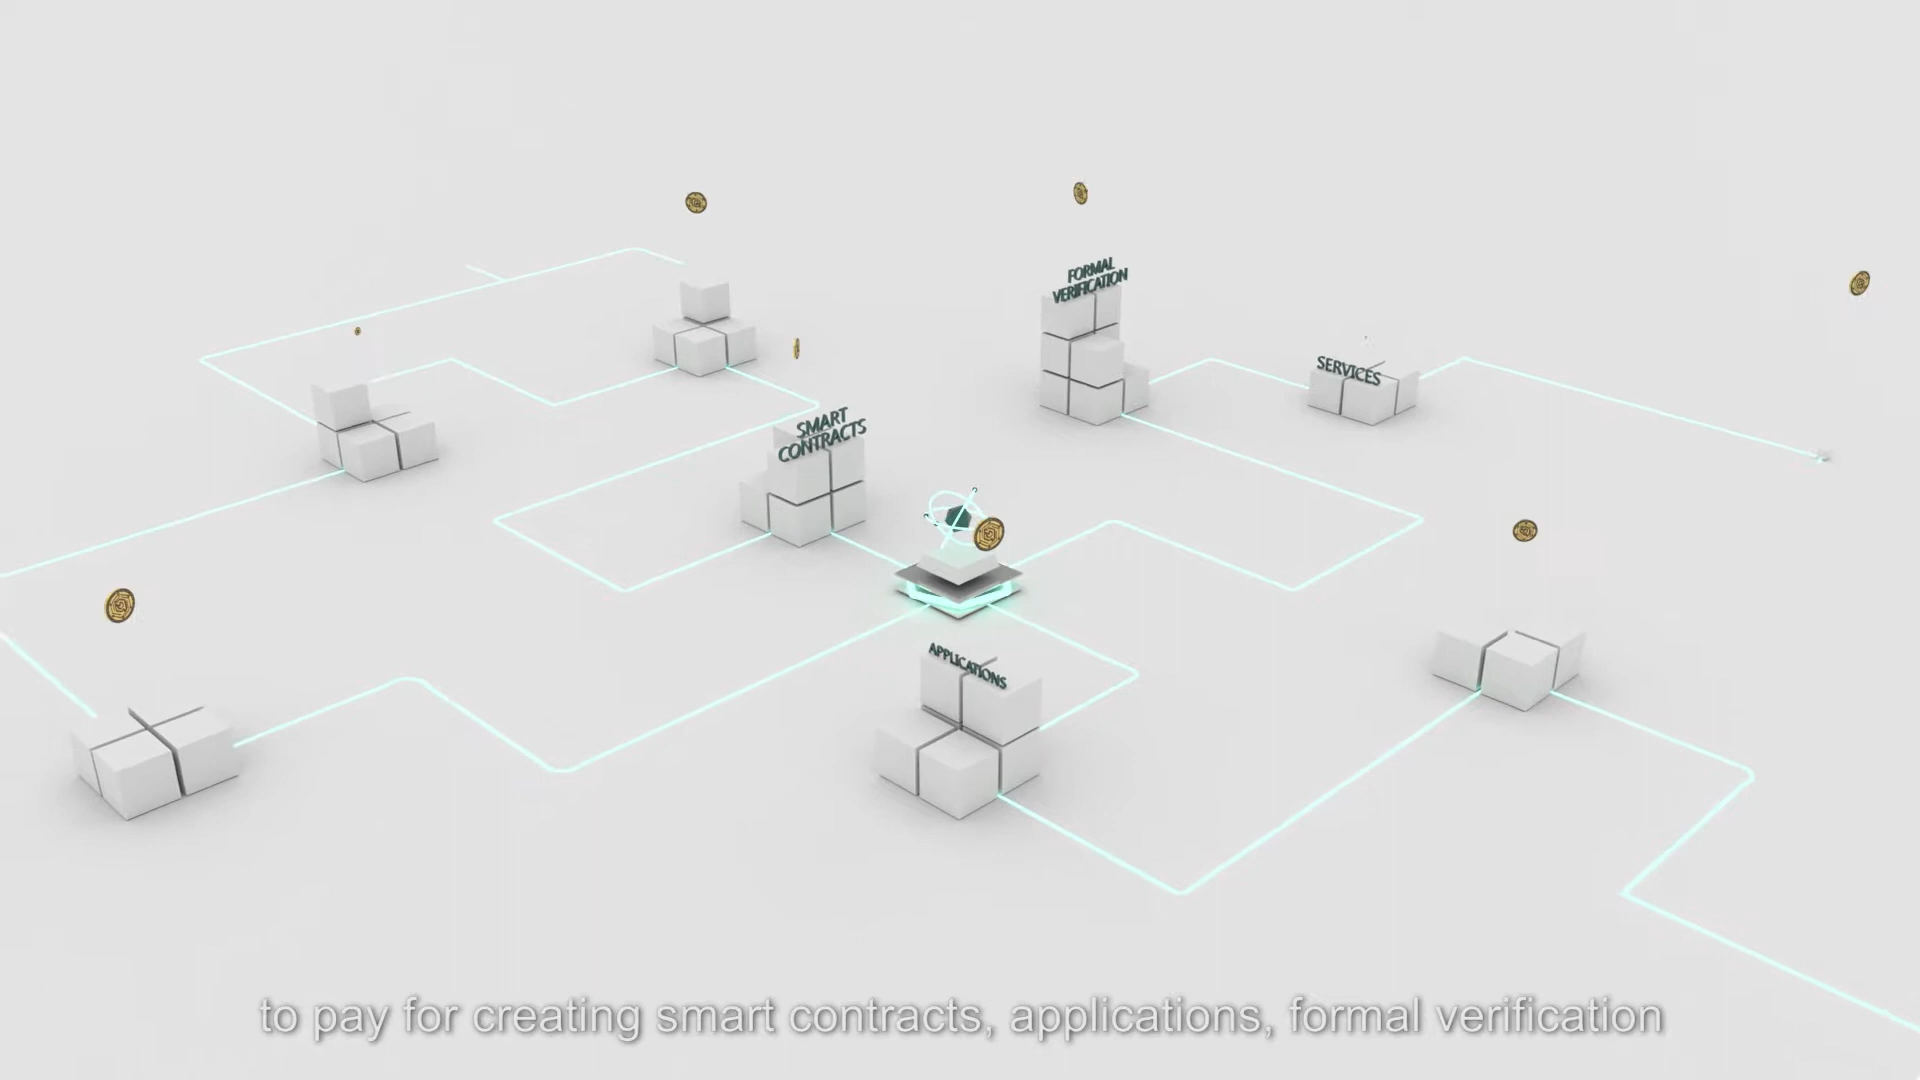 FORMAL
VERIFICATION
SERVICES
SMART
CONTRACTS
APPLICATIONS
to pay for creating smart contracts, applications, formal verification